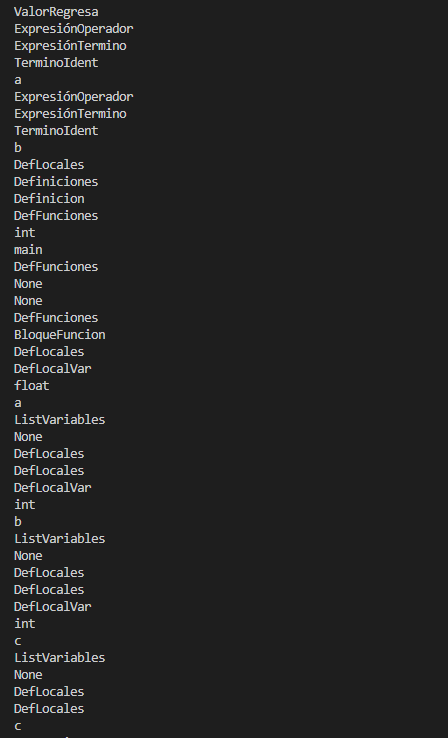 ValorRegresa
ExpresiónOperador
ExpresiónTermino
TerminoIdent
a
ExpresiónOperador
ExpresiónTermino
TerminoIdent
b
DefLocales
Definiciones
Definicion
DefFunciones
int
main
DefFunciones
None
None
DefFunciones
BloqueFuncion
DefLocales
DefLocalVar
float
a
ListVariables
None
DefLocales
DefLocales
DefLocalVar
int
b
ListVariables
None
DefLocales
DefLocales
DefLocalVar
int
c
ListVariables
None
DefLocales
DefLocales
c